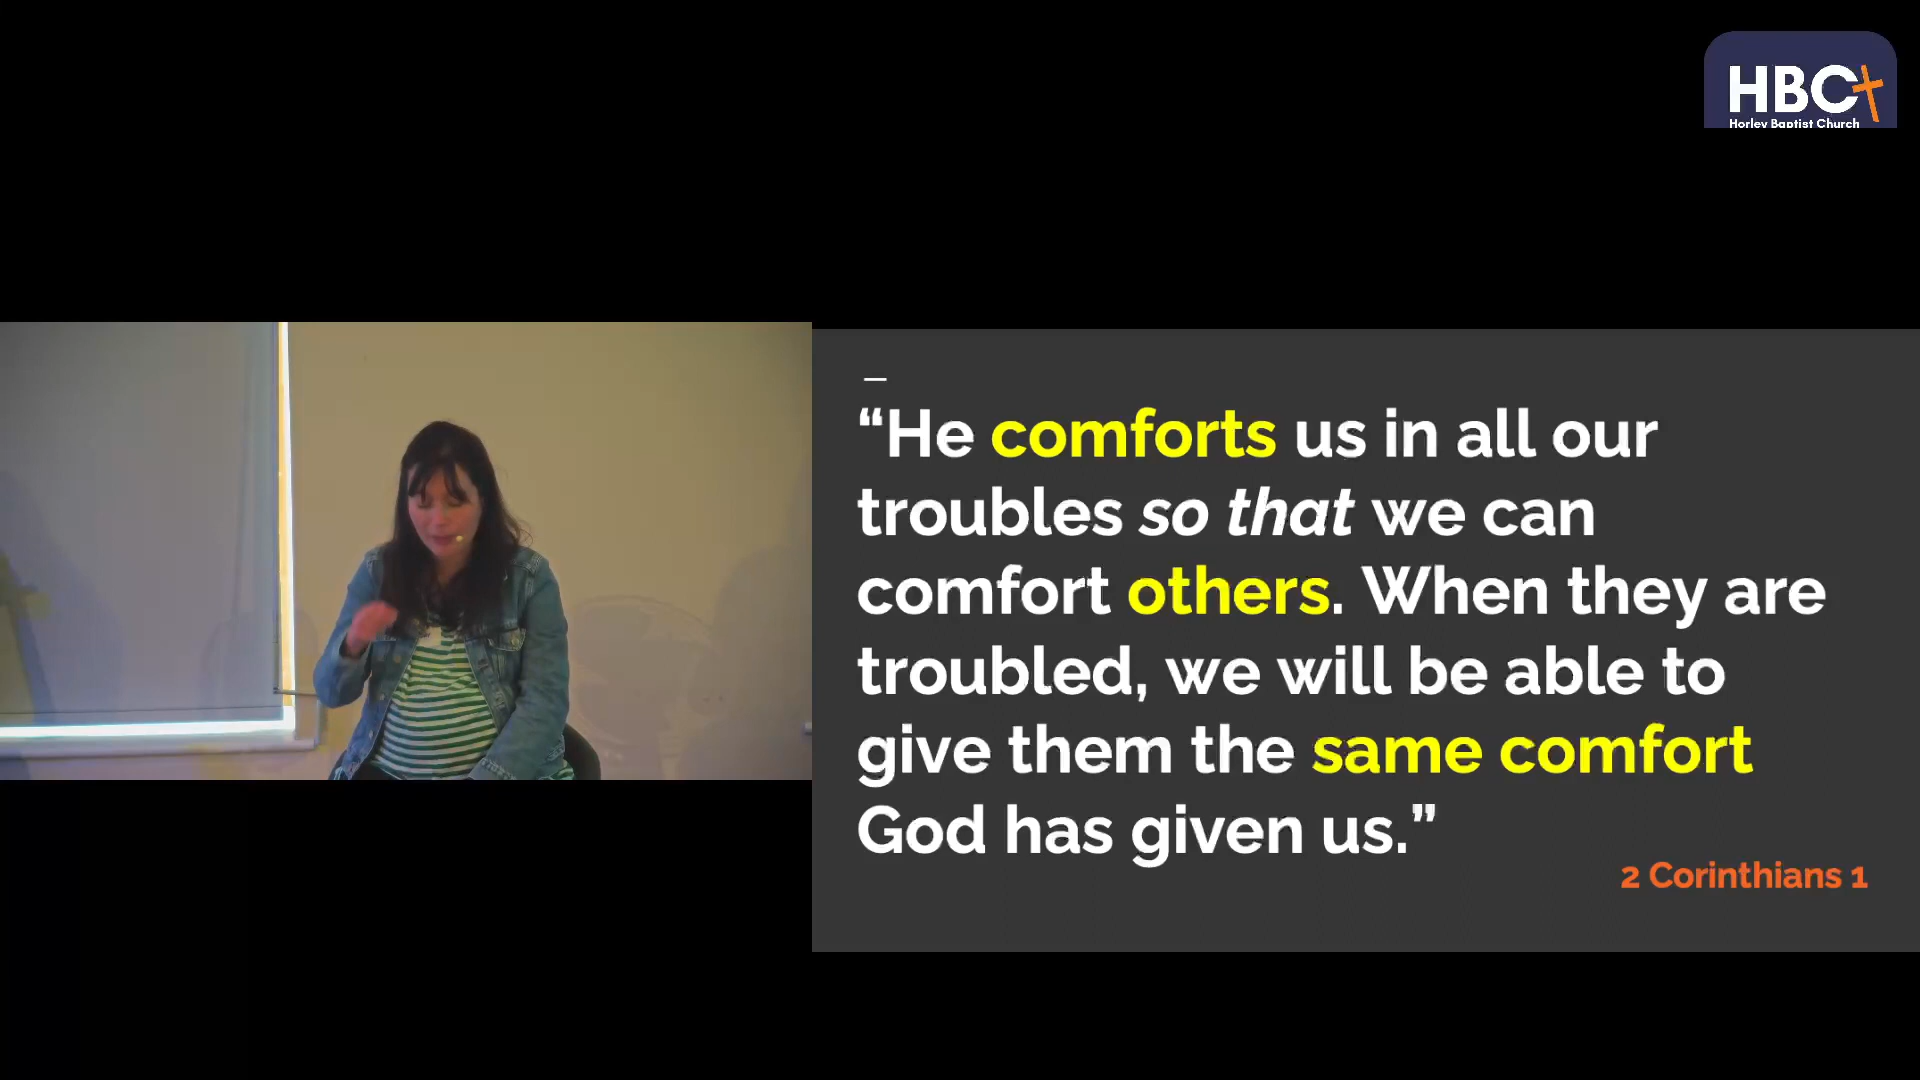 HBC
Horley Baptist Church
“He comforts us in all our
troubles so that we can
comfort others. When they are
troubled, we will be able to
give them the same comfort
God has given us.”
2 Corinthians 1